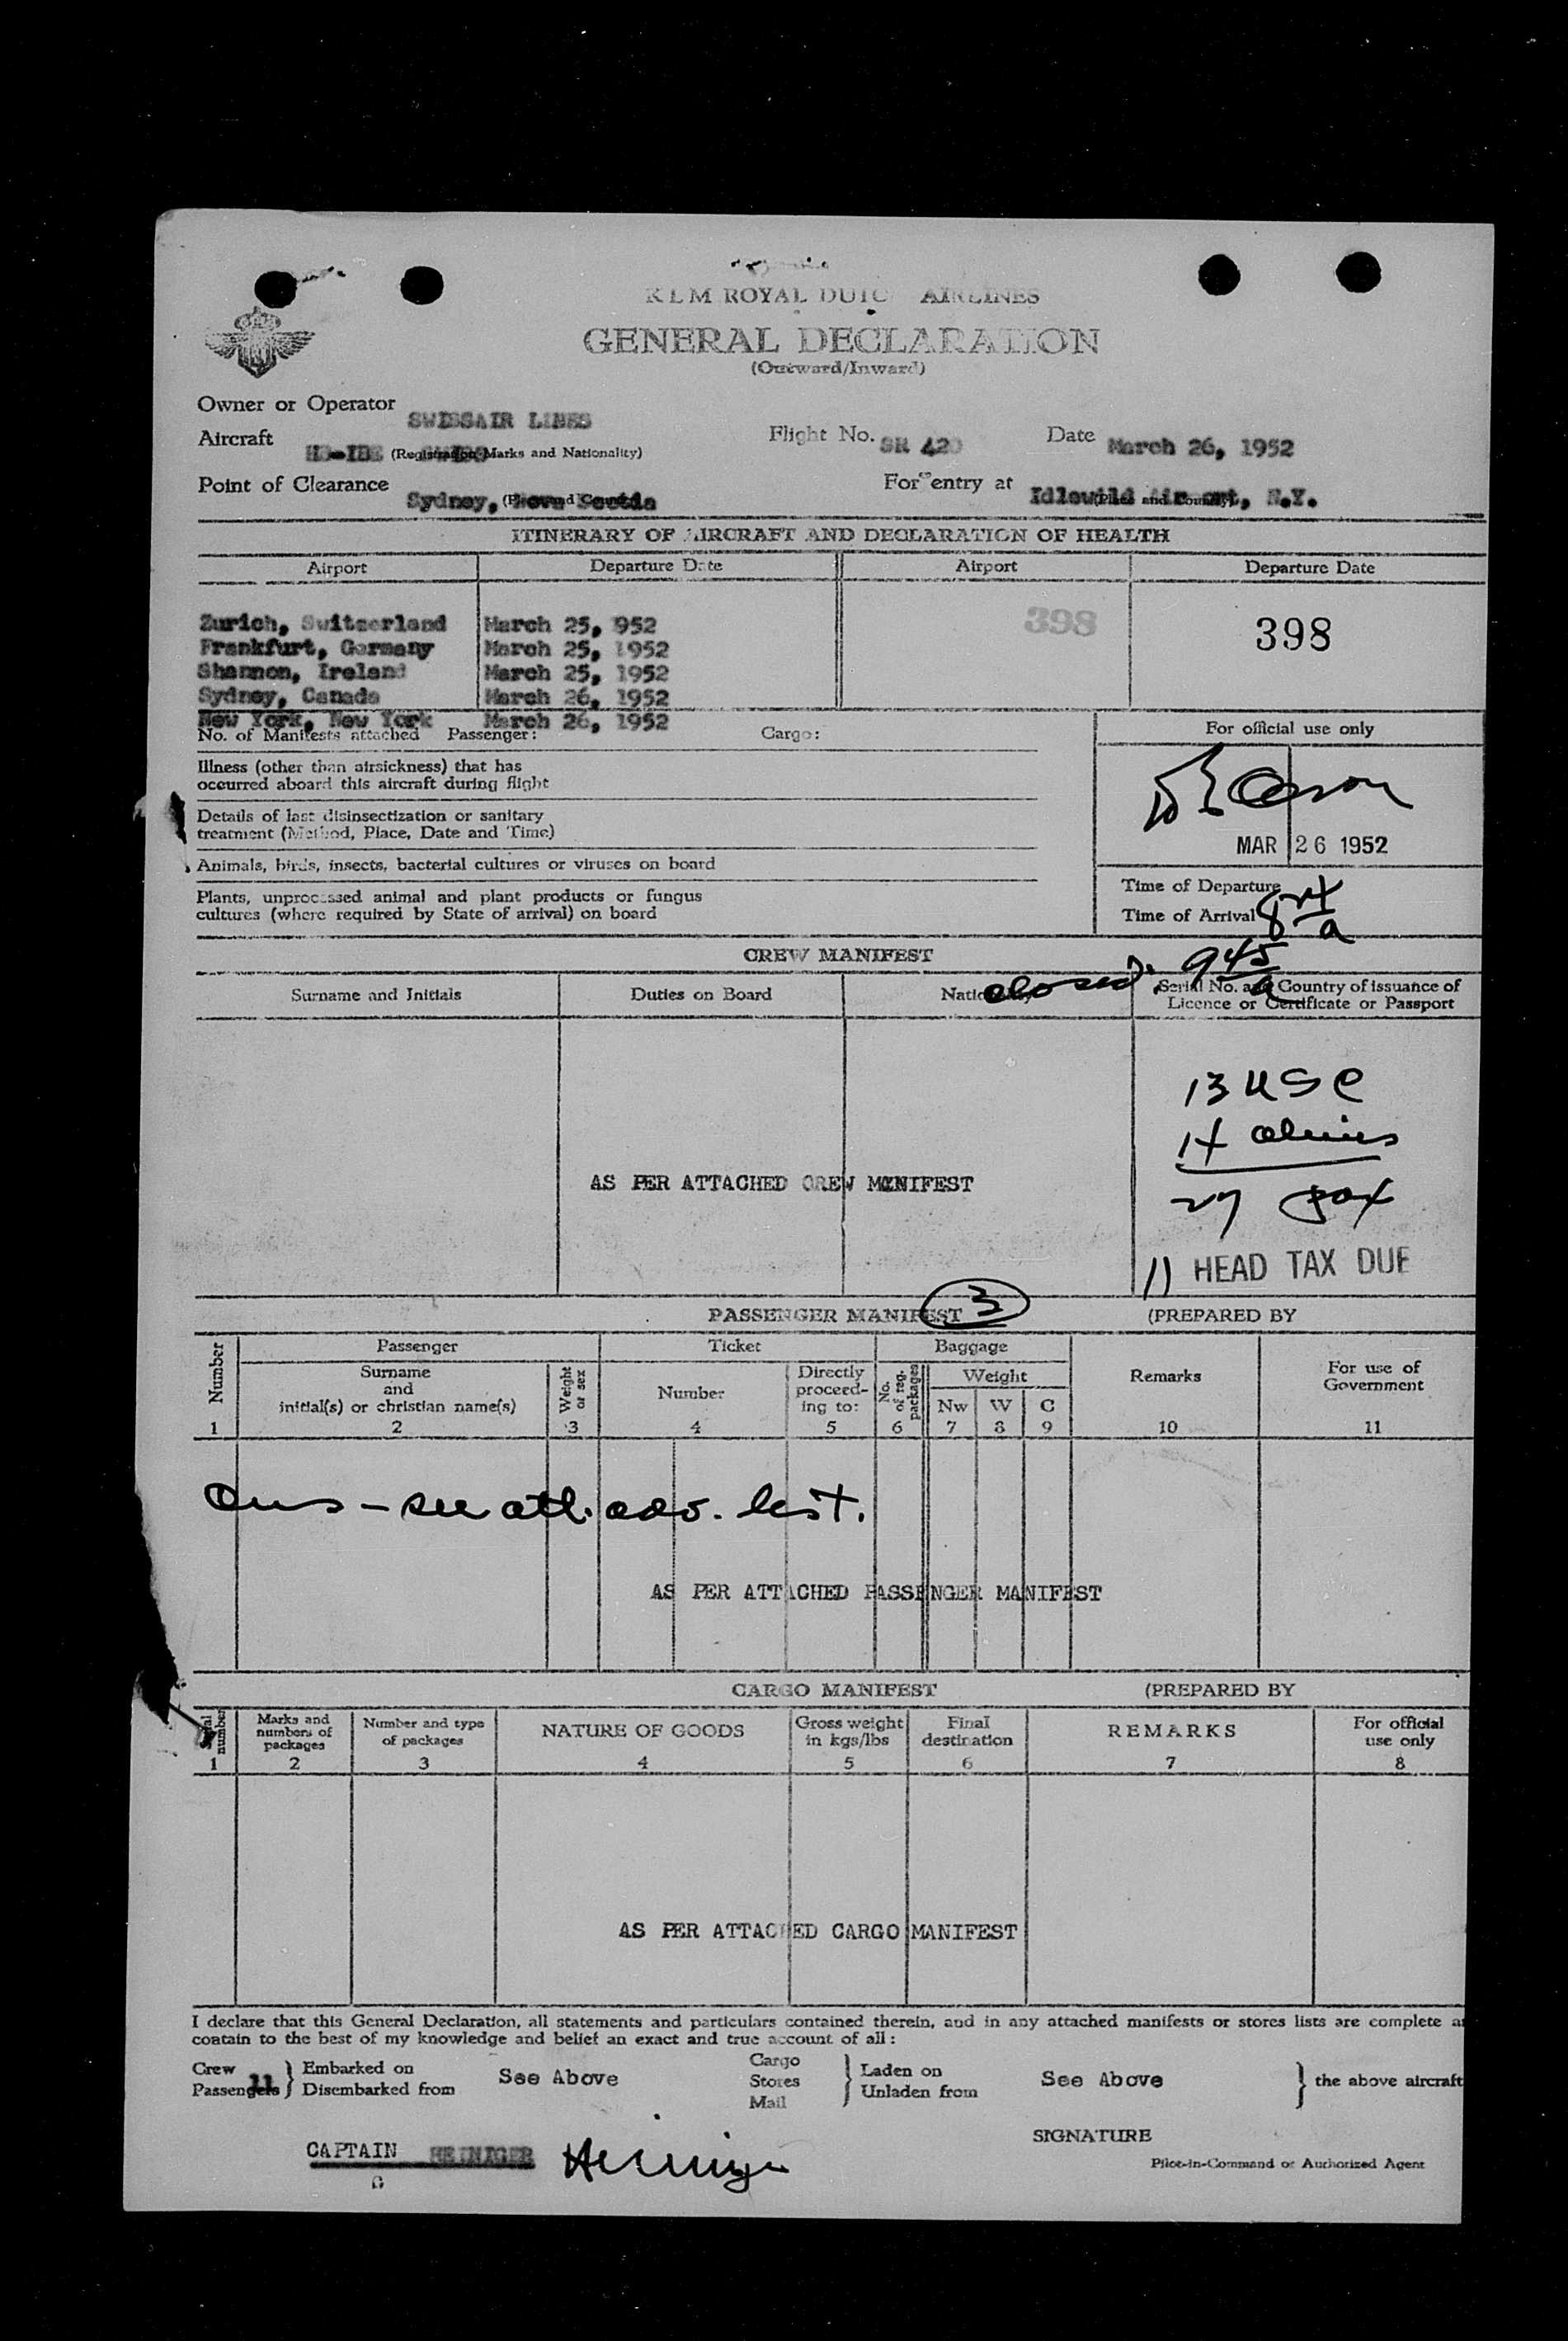 KLM ROYAL DUTC AIRLINES
GENERAL DECLARATION
(Outward/Inward)
Owner or Operator SWISSAIR LINES
Aircraft (Registration Marks and Nationality) Flight No. SR 420 Date March 26, 1952
Point of Clearance Sydney, Nova Scotia For entry at Idlewild Airport, N.Y.
ITINERARY OF AIRCRAFT AND DECLARATION OF HEALTH
Airport Departure Date Airport Departure Date
Zurich, Switzerland March 25, 952 398 398
Frankfurt, Germany March 25, 1952
Shannon, Ireland March 25, 1952
Sydney, Canada March 26, 1952
New York, New York March 26, 1952
No. of Manifests attached Passenger: Cargo: For official use only
Illness (other than airsickness) that has
occurred aboard this aircraft during flight
Details of last disinsectization or sanitary
treatment (Method, Place, Date and Time)
MAR 26 1952
Animals, birds, insects, bacterial cultures or viruses on board
Plants, unprocessed animal and plant products or fungus
cultures (where required by State of arrival) on board
Time of Departure
Time of Arrival
CREW MANIFEST
closed: 945 a
Surname and Initials Duties on Board Nationality Serial No. and Country of issuance of
Licence or Certificate or Passport
13 USC
14 aliens
27 pax
AS PER ATTACHED CREW MANIFEST
11 HEAD TAX DUE
PASSENGER MANIFEST 3 (PREPARED BY
Number Passenger Ticket Baggage Remarks For use of
Government
Surname
and
initial(s) or christian name(s) Weight or sex Number Directly
proceed-
ing to: No. of reg. packages Weight
Nw W C
1 2 3 4 5 6 7 8 9 10 11
see att. adv. list.
AS PER ATTACHED PASSENGER MANIFEST
CARGO MANIFEST (PREPARED BY
number Marks and
numbers of
packages Number and type
of packages NATURE OF GOODS Gross weight
in kgs/lbs Final
destination REMARKS For official
use only
1 2 3 4 5 6 7 8
AS PER ATTACHED CARGO MANIFEST
I declare that this General Declaration, all statements and particulars contained therein, and in any attached manifests or stores lists are complete a
contain to the best of my knowledge and belief an exact and true account of all :
Crew 11 Passengers } Embarked on
Disembarked from See Above Cargo
Stores
Mail } Laden on
Unladen from See Above } the above aircraft
CAPTAIN HEINIGER Heiniger SIGNATURE
Pilot-in-Command or Authorized Agent